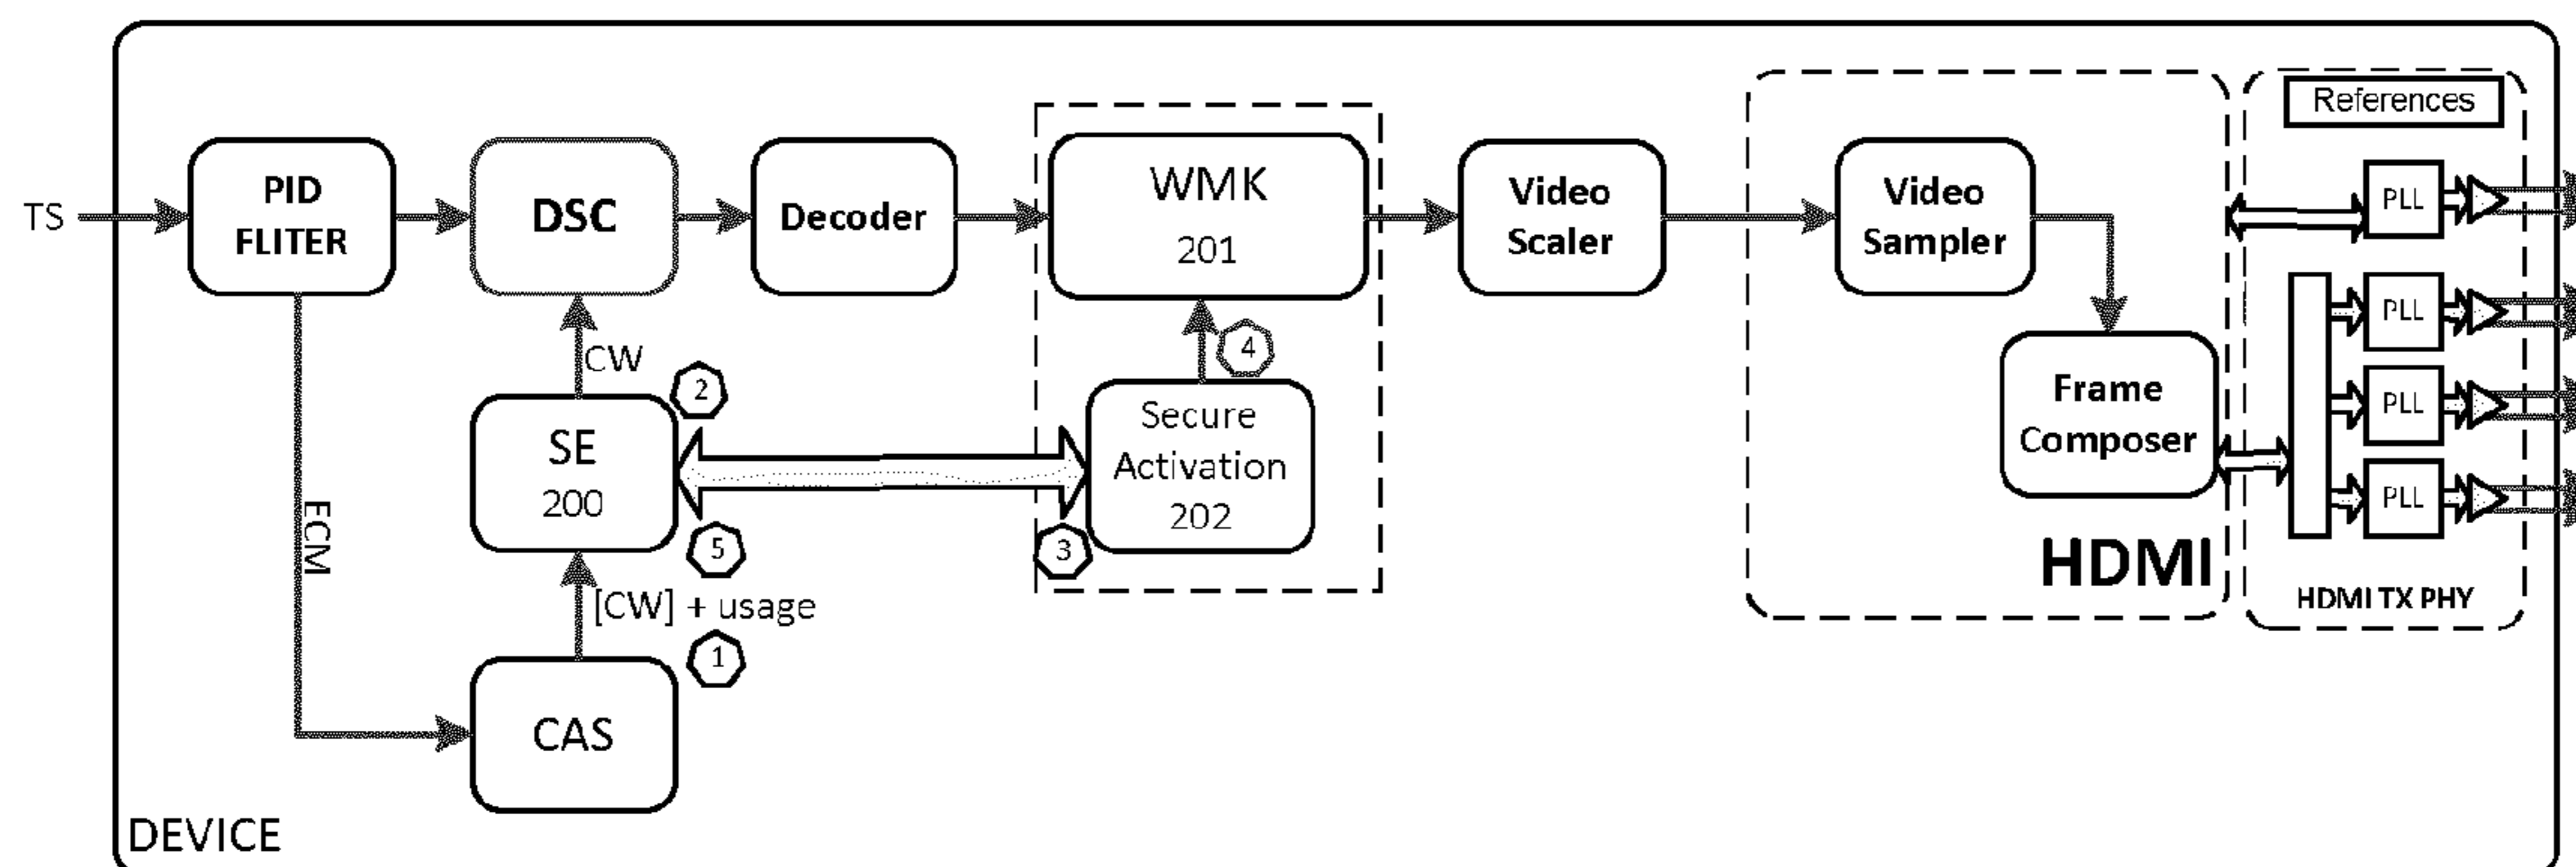 References
TS
PID
FLITER
DSC
Decoder
WMK
201
Video
Scaler
Video
Sampler
PLL
PLL
PLL
PLL
CW
2
4
SE
200
Secure
Activation
202
Frame
Composer
ECM
5
3
HDMI
[CW] + usage
HDMI TX PHY
1
CAS
DEVICE